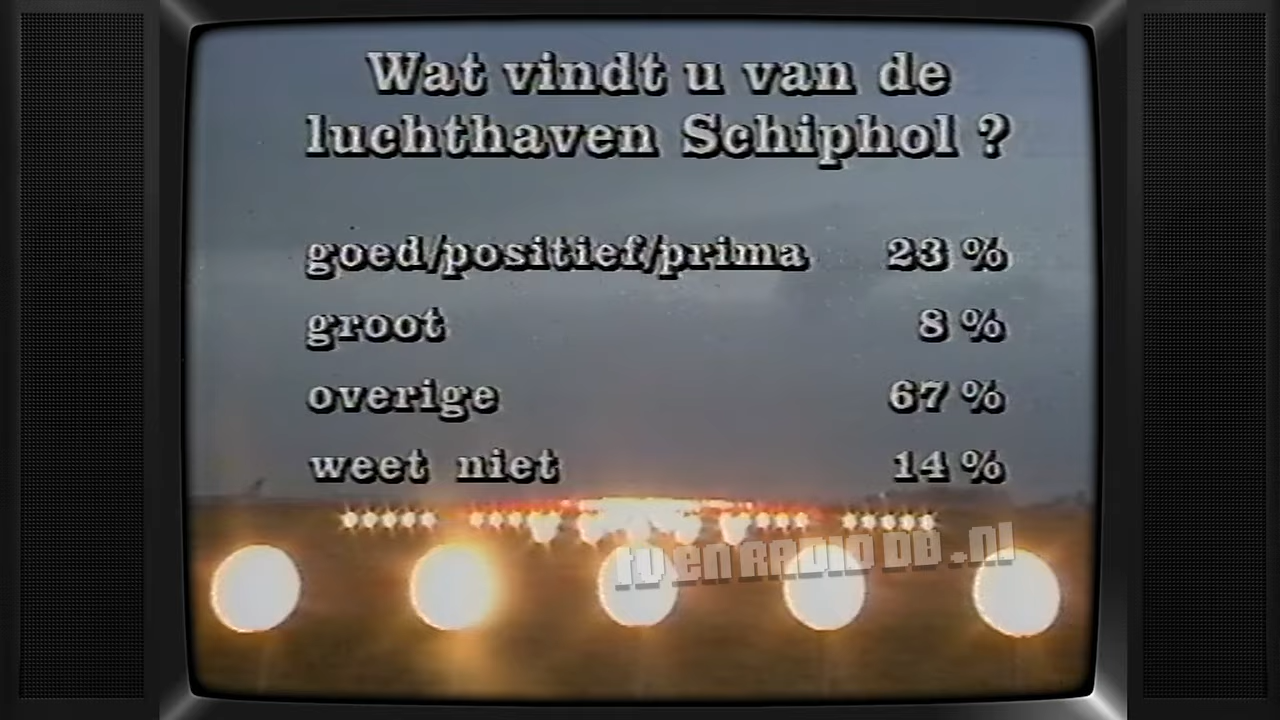 Wat vindt u van de
luchthaven Schiphol ?
goed/positief/prima 23 %
groot 8 %
overige 67 %
weet niet 14 %
TV EN RADIO DB .nl